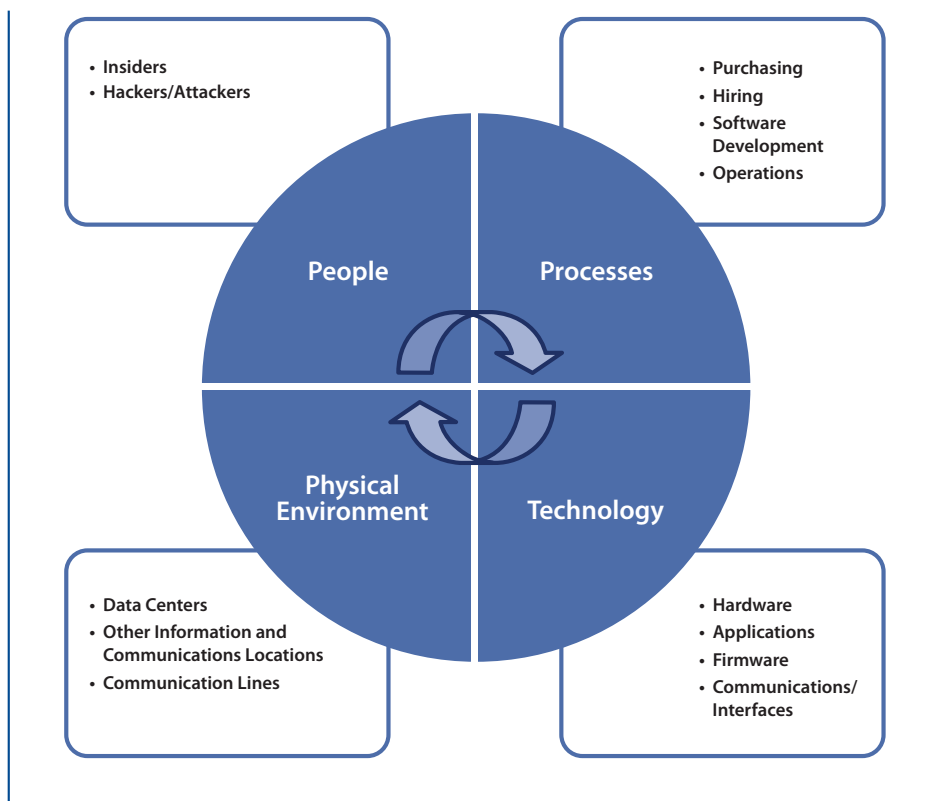 • Insiders
• Hackers/Attackers
• Purchasing
• Hiring
• Software
Development
• Operations
People
Processes
Physical
Environment
Technology
• Data Centers
• Other Information and
Communications Locations
• Communication Lines
• Hardware
• Applications
• Firmware
• Communications/
Interfaces